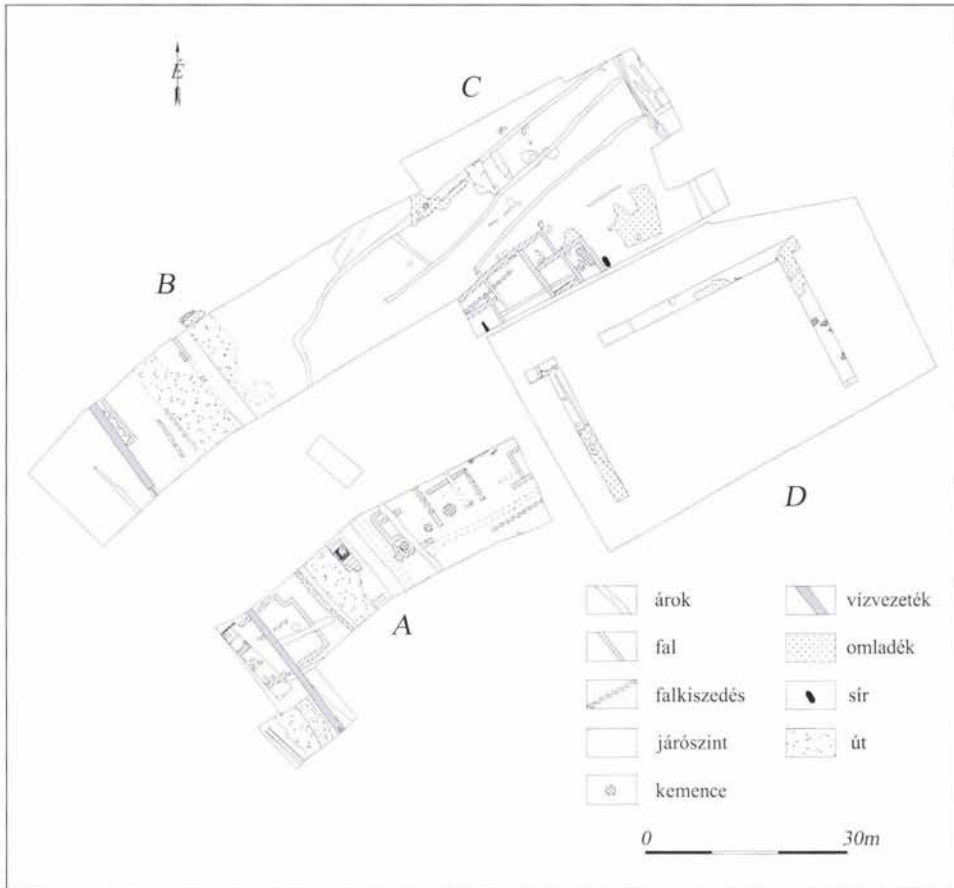 É
C
B
D
A
árok
fal
falkiszedés
járószint
kemence
vízvezeték
omladék
sír
út
0 30m